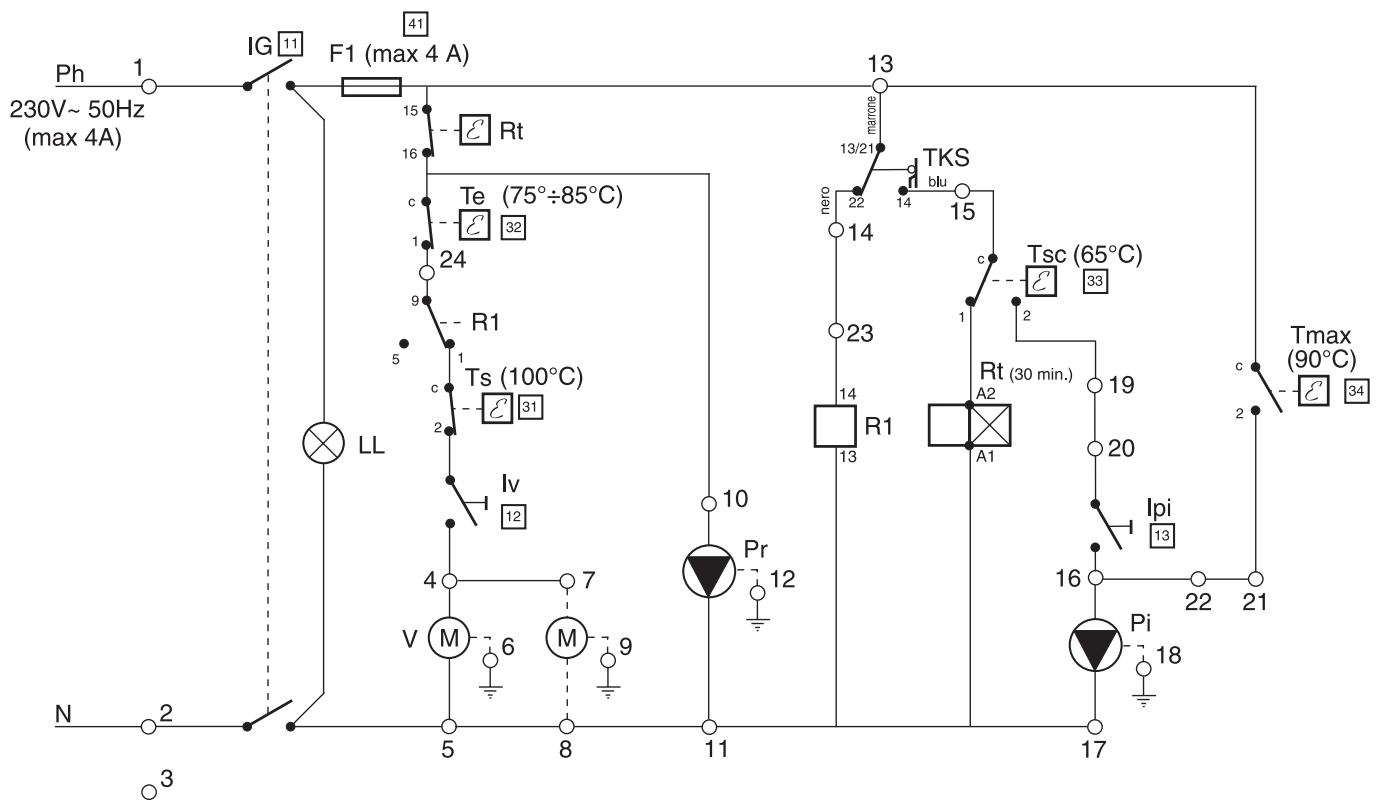 41
IG 11
F1 (max 4 A)
Ph
1
13
230V~ 50Hz
(max 4A)
15
ℰ Rt
16
marrone
13/21
TKS
nero
22
14
blu
15
c
Te (75°÷85°C)
ℰ 32
1
24
14
c
Tsc (65°C)
ℰ 33
1
2
9
R1
5
1
23
Tmax
(90°C)
c
ℰ 34
2
c
Ts (100°C)
ℰ 31
2
Rt (30 min.)
A2
A1
14
R1
13
19
20
LL
Iv
12
10
Pr
12
Ipi
13
4
7
16
22
21
V M
6
M
9
Pi
18
N
2
5
8
11
17
3